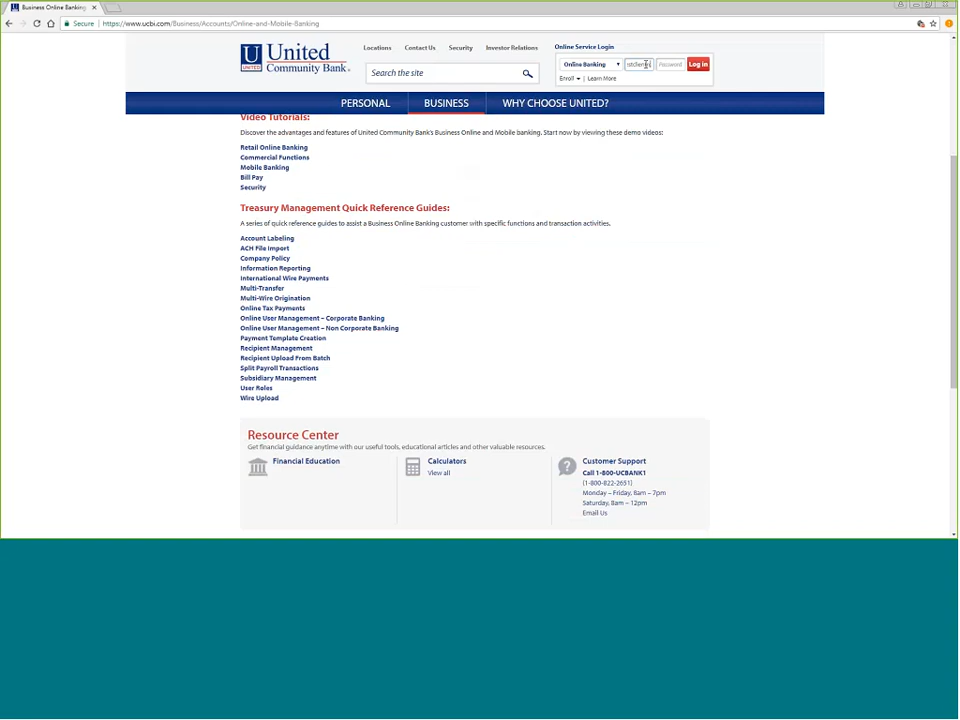 Business Online Banking
Secure https://www.ucbi.com/Business/Accounts/Online-and-Mobile-Banking
United
Community Bank
UNITED
Locations Contact Us Security Investor Relations
Search the site
Online Service Login
Online Banking Password Log in
Enroll Learn More
PERSONAL BUSINESS WHY CHOOSE UNITED?
Video Tutorials:
Discover the advantages and features of United Community Bank's Business Online and Mobile banking. Start now by viewing these demo videos:
Retail Online Banking
Commercial Functions
Mobile Banking
Bill Pay
Security
Treasury Management Quick Reference Guides:
A series of quick reference guides to assist a Business Online Banking customer with specific functions and transaction activities.
Account Labeling
ACH File Import
Company Policy
Information Reporting
International Wire Payments
Multi-Transfer
Multi-Wire Origination
Online Tax Payments
Online User Management – Corporate Banking
Online User Management – Non Corporate Banking
Payment Template Creation
Recipient Management
Recipient Upload From Batch
Split Payroll Transactions
Subsidiary Management
User Roles
Wire Upload
Resource Center
Get financial guidance anytime with our useful tools, educational articles and other valuable resources.
Financial Education
Calculators
View all
Customer Support
Call 1-800-UCBANK1
(1-800-822-2651)
Monday – Friday, 8am – 7pm
Saturday, 8am – 12pm
Email Us